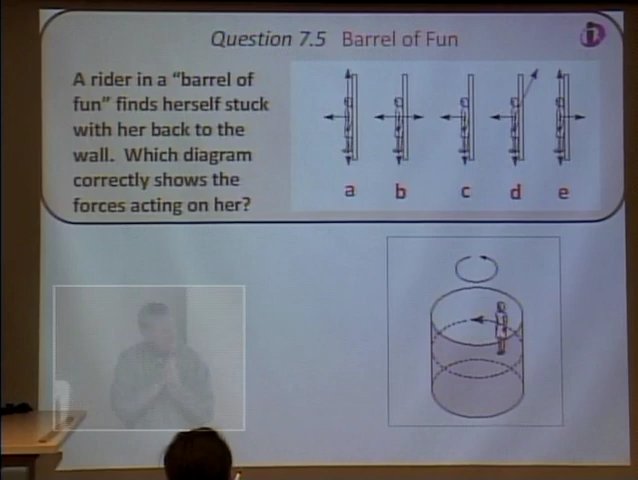 Question 7.5 Barrel of Fun
A rider in a “barrel of
fun” finds herself stuck
with her back to the
wall. Which diagram
correctly shows the
forces acting on her?
a b c d e